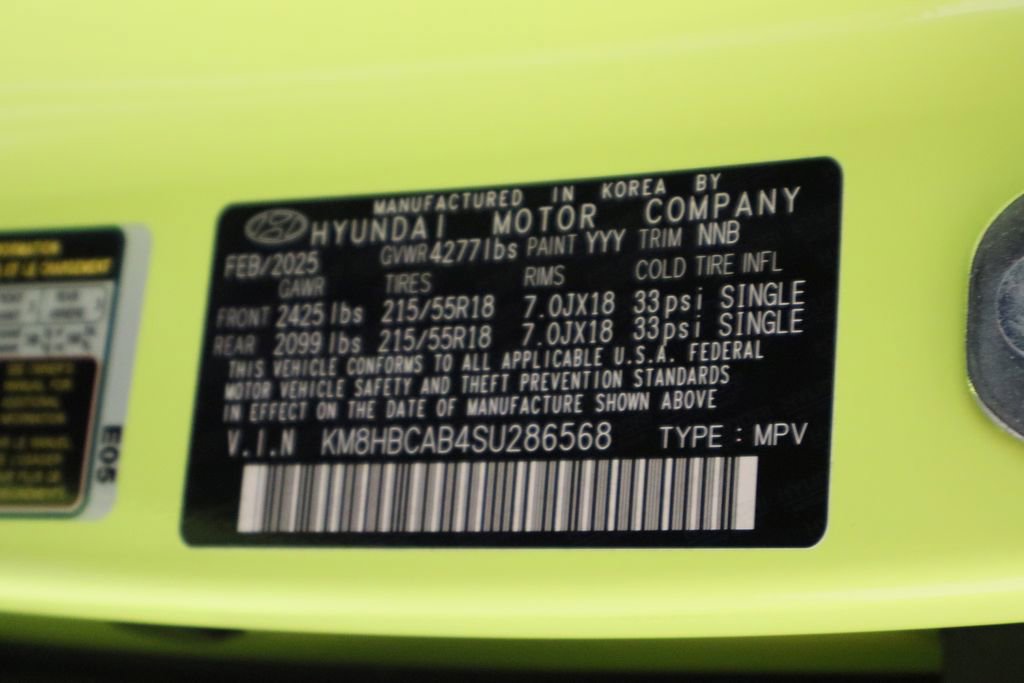 MANUFACTURED IN KOREA BY
HYUNDAI MOTOR COMPANY
FEB/2025 GVWR 4277lbs PAINT YYY TRIM NNB
GAWR TIRES RIMS COLD TIRE INFL
FRONT 2425 lbs 215/55R18 7.0JX18 33psi SINGLE
REAR 2099 lbs 215/55R18 7.0JX18 33psi SINGLE
THIS VEHICLE CONFORMS TO ALL APPLICABLE U.S.A. FEDERAL
MOTOR VEHICLE SAFETY AND THEFT PREVENTION STANDARDS
IN EFFECT ON THE DATE OF MANUFACTURE SHOWN ABOVE
V.I.N KM8HBCAB4SU286568 TYPE : MPV
E05